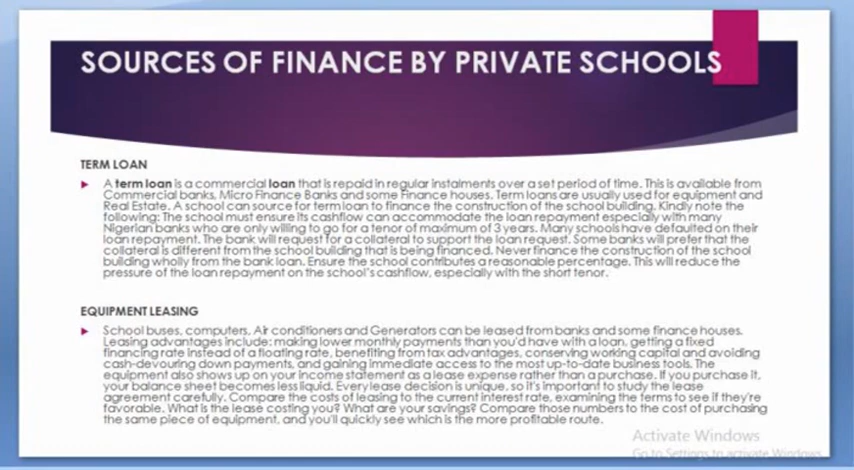 SOURCES OF FINANCE BY PRIVATE SCHOOLS
TERM LOAN
A term loan is a commercial loan that is repaid in regular instalments over a set period of time. This is available from
Commercial banks, Micro Finance Banks and some Finance houses. Term loans are usually used for equipment and
Real Estate. A school can source for term loan to finance the construction of the school building. Kindly note the
following: The school must ensure its cashflow can accommodate the loan repayment especially with many
Nigerian banks who are only willing to go for a tenor of maximum of 3 years. Many schools have defaulted on their
loan repayment. The bank will request for a collateral to support the loan request. Some banks will prefer that the
collateral is different from the school building that is being financed. Never finance the construction of the school
building wholly from the bank loan. Ensure the school contributes a reasonable percentage. This will reduce the
pressure of the loan repayment on the school's cashflow, especially with the short tenor.
EQUIPMENT LEASING
School buses, computers, Air conditioners and Generators can be leased from banks and some finance houses.
Leasing advantages include: making lower monthly payments than you'd have with a loan, getting a fixed
financing rate instead of a floating rate, benefiting from tax advantages, conserving working capital and avoiding
cash-devouring down payments, and gaining immediate access to the most up-to-date business tools. The
equipment also shows up on your income statement as a lease expense rather than a purchase. If you purchase it,
your balance sheet becomes less liquid. Every lease decision is unique, so it's important to study the lease
agreement carefully. Compare the costs of leasing to the current interest rate, examining the terms to see if they're
favorable. What is the lease costing you? What are your savings? Compare those numbers to the cost of purchasing
the same piece of equipment, and you'll quickly see which is the more profitable route.
Activate Windows
Go to Settings to activate Windows.